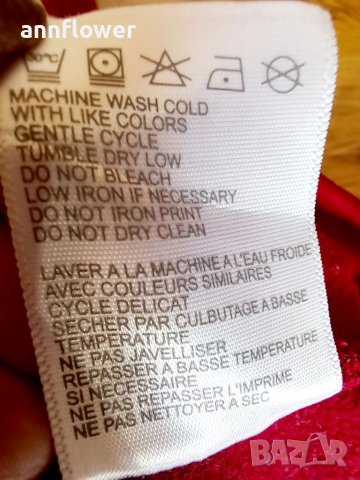 annflower
30°C
MACHINE WASH COLD
WITH LIKE COLORS
GENTLE CYCLE
TUMBLE DRY LOW
DO NOT BLEACH
LOW IRON IF NECESSARY
DO NOT IRON PRINT
DO NOT DRY CLEAN
LAVER A LA MACHINE A L'EAU FROIDE
AVEC COULEURS SIMILAIRES
CYCLE DELICAT
SECHER PAR CULBUTAGE A BASSE
TEMPERATURE
NE PAS JAVELLISER
REPASSER A BASSE TEMPERATURE
SI NECESSAIRE
NE PAS REPASSER L'IMPRIME
NE PAS NETTOYER A SEC
BAZAR